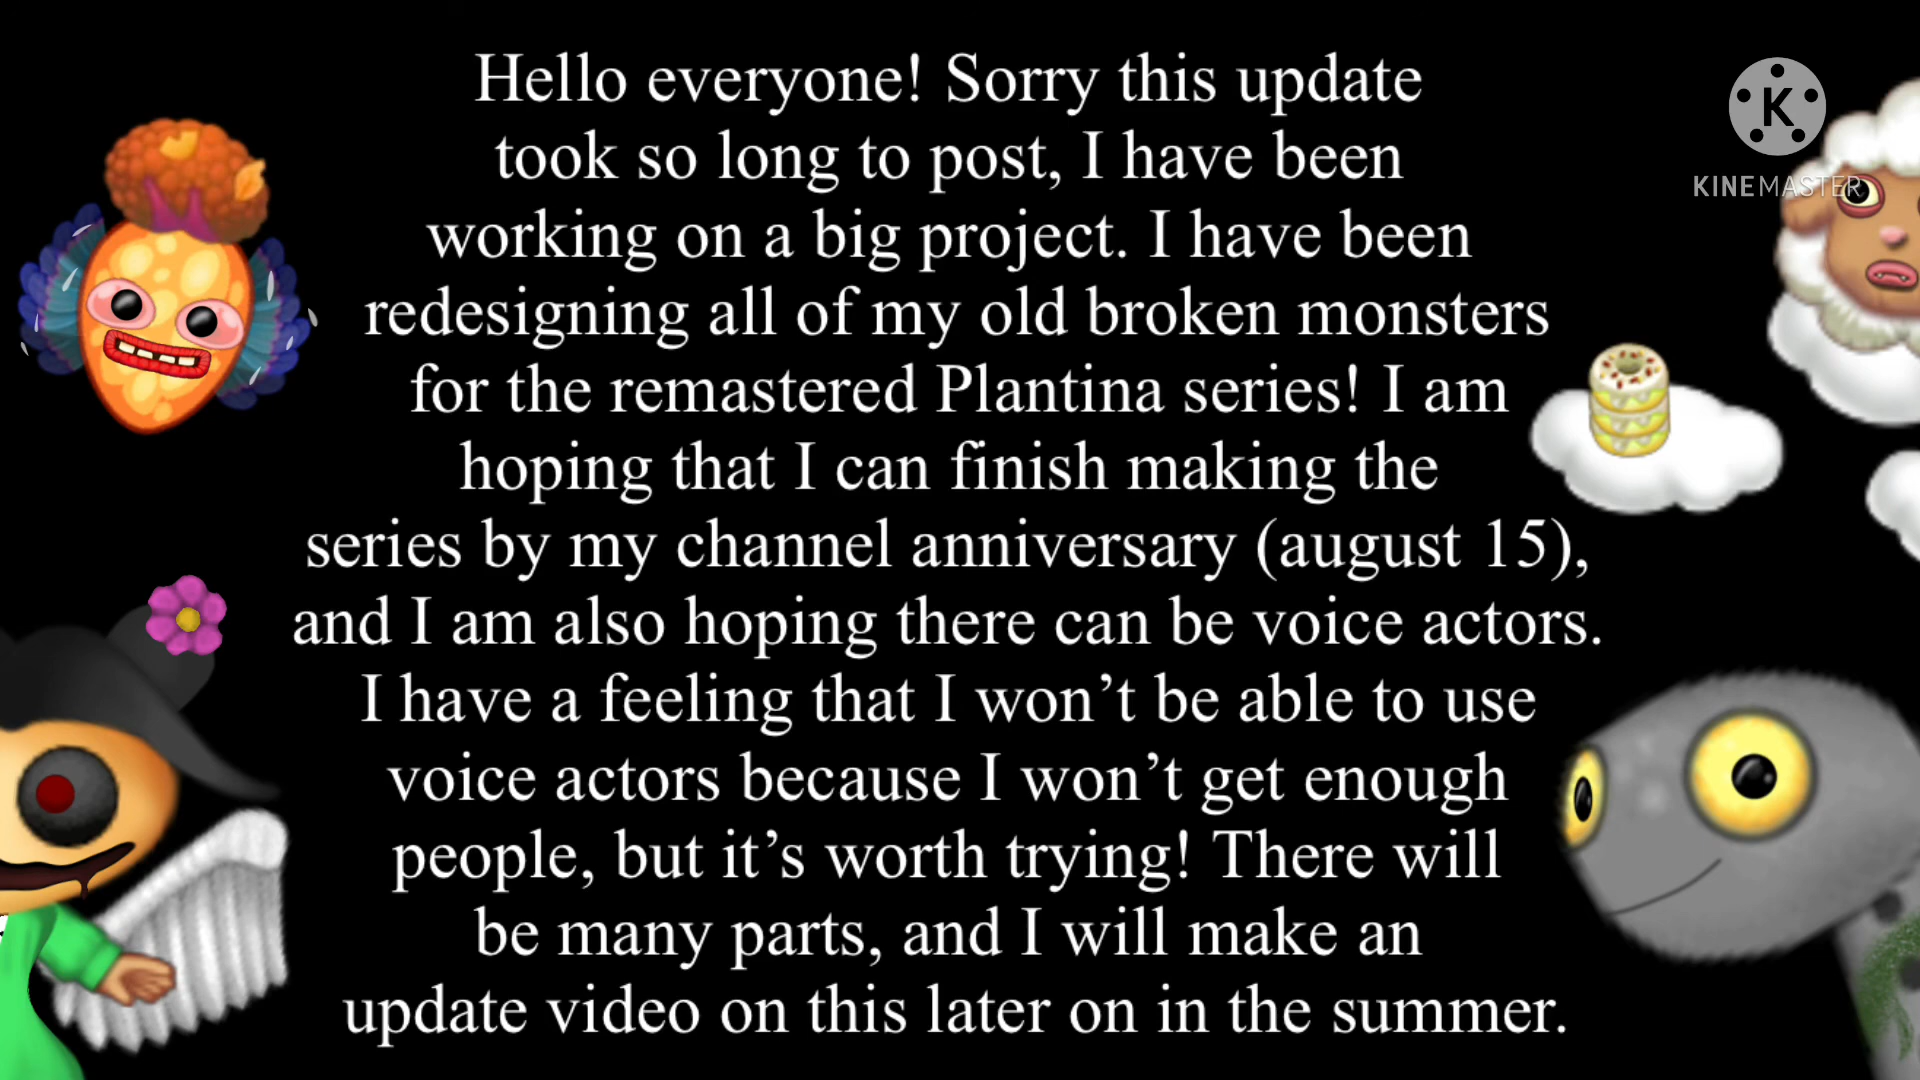 Hello everyone! Sorry this update
took so long to post, I have been
working on a big project. I have been
redesigning all of my old broken monsters
for the remastered Plantina series! I am
hoping that I can finish making the
series by my channel anniversary (august 15),
and I am also hoping there can be voice actors.
I have a feeling that I won’t be able to use
voice actors because I won’t get enough
people, but it’s worth trying! There will
be many parts, and I will make an
update video on this later on in the summer.
K
KINEMASTER